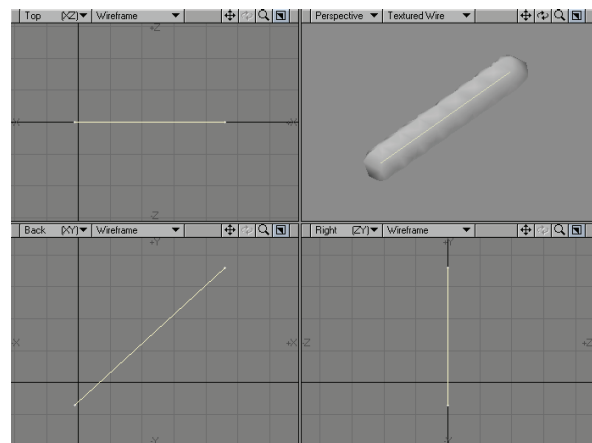 Top (XZ) Wireframe
Perspective Textured Wire
+Z
-X +X
-Z
Back (XY) Wireframe
Right (ZY) Wireframe
+Y
+Y
-X +X
-Z +Z
-Y
-Y